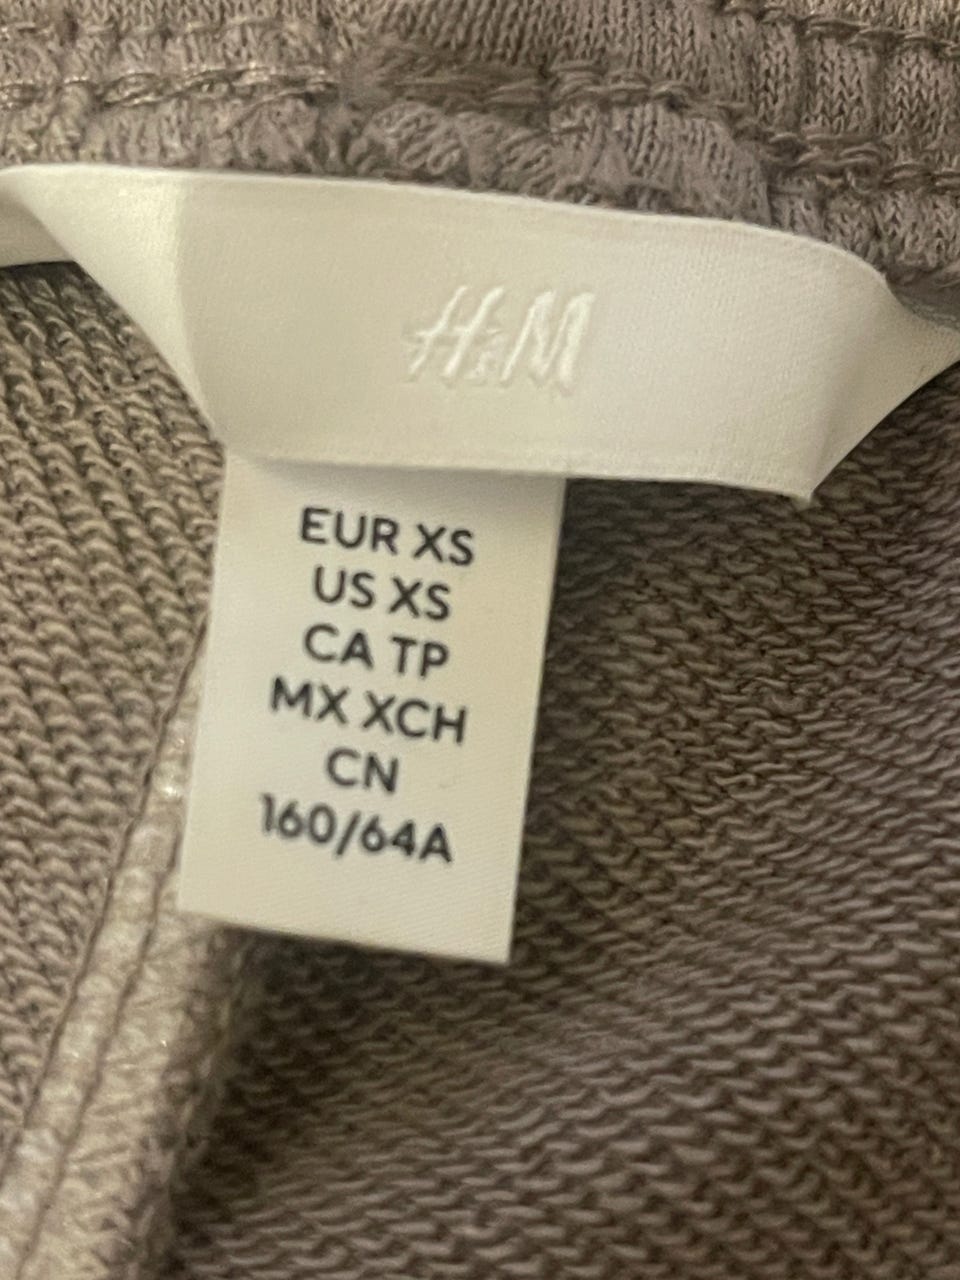 H&M
EUR XS
US XS
CA TP
MX XCH
CN
160/64A